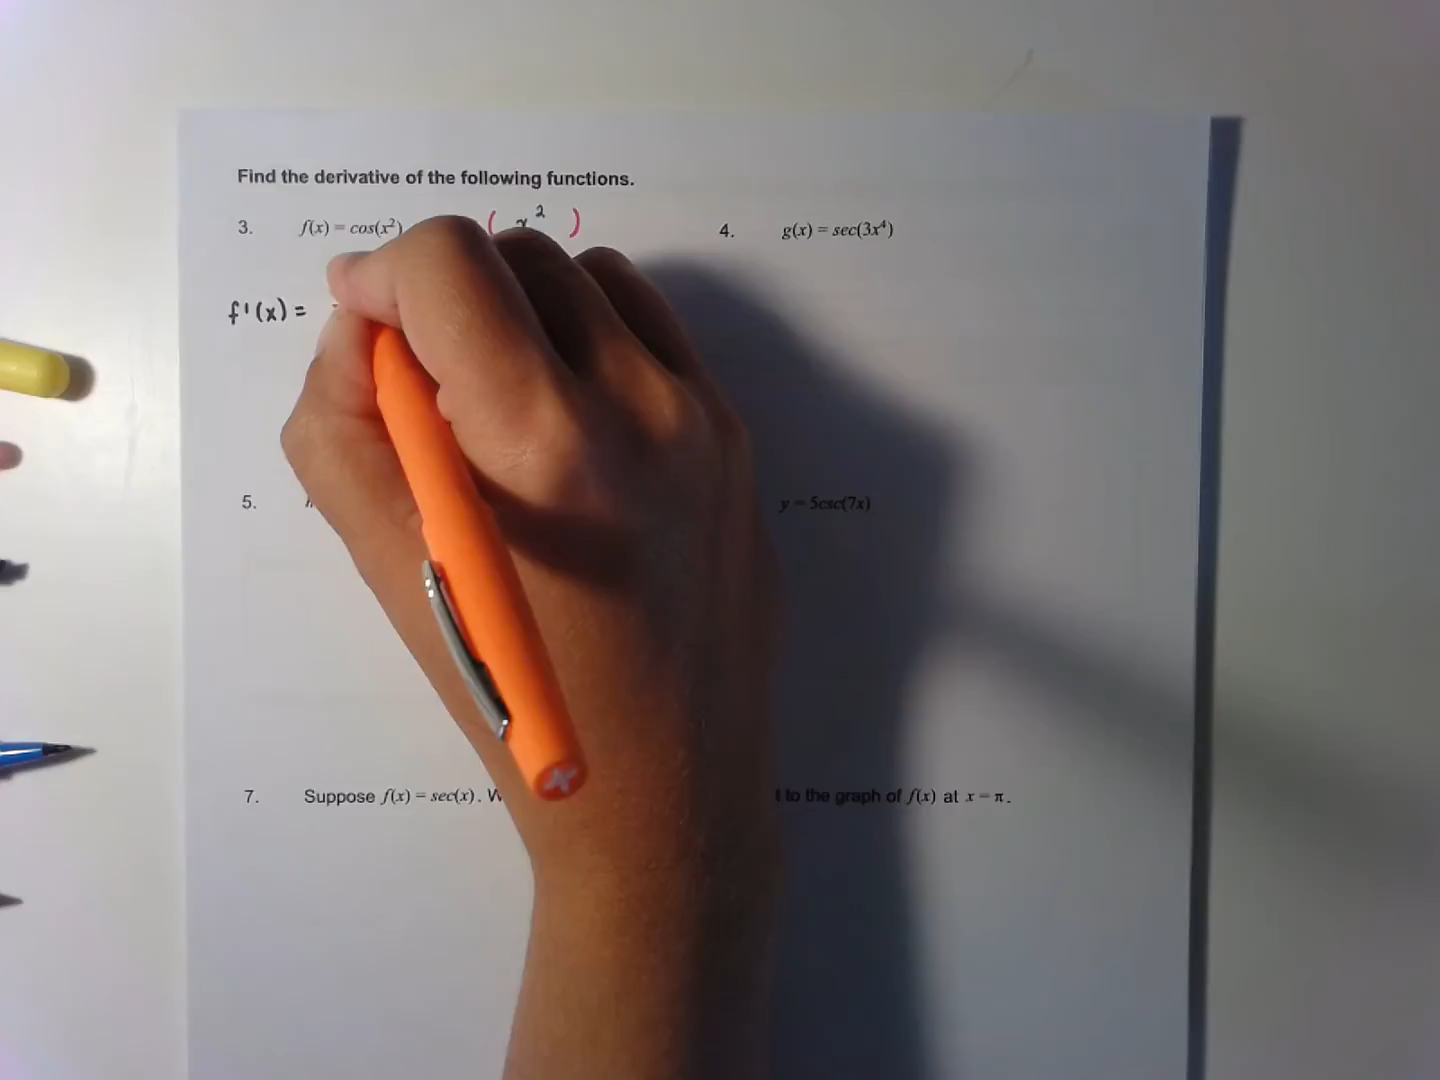 Find the derivative of the following functions.
3. f(x) = cos(x²) ( x² ) 4. g(x) = sec(3x⁴)
f'(x) =
5. y = 5csc(7x)
7. Suppose f(x) = sec(x). t to the graph of f(x) at x = π.